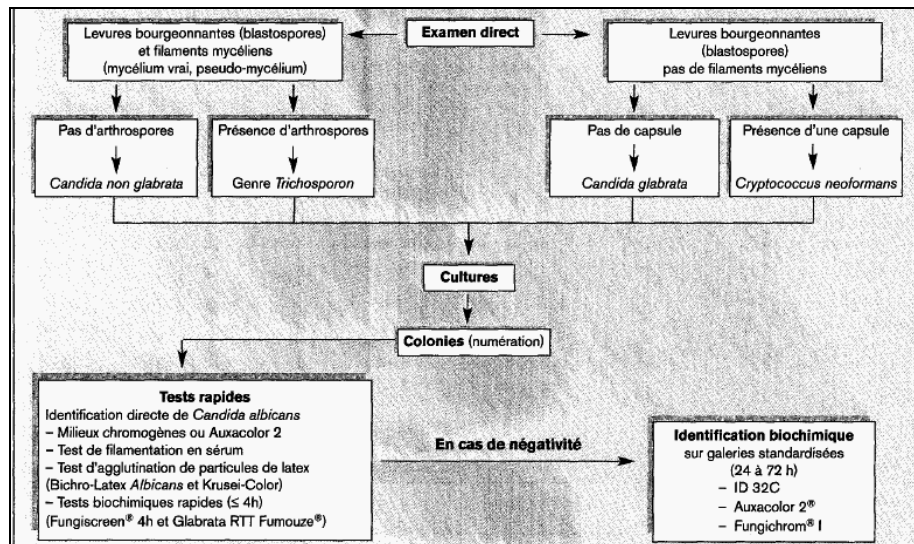 Examen direct
Levures bourgeonnantes (blastospores)
et filaments mycéliens
(mycélium vrai, pseudo-mycélium)
Levures bourgeonnantes
(blastospores)
pas de filaments mycéliens
Pas d'arthrospores
Candida non glabrata
Présence d'arthrospores
Genre Trichosporon
Pas de capsule
Candida glabrata
Présence d'une capsule
Cryptococcus neoformans
Cultures
Colonies (numération)
Tests rapides
Identification directe de Candida albicans
– Milieux chromogènes ou Auxacolor 2
– Test de filamentation en sérum
– Test d'agglutination de particules de latex
(Bichro-Latex Albicans et Krusei-Color)
– Tests biochimiques rapides (≤ 4h)
(Fungiscreen® 4h et Glabrata RTT Fumouze®)
En cas de négativité
Identification biochimique
sur galeries standardisées
(24 à 72 h)
– ID 32C
– Auxacolor 2®
– Fungichrom® I